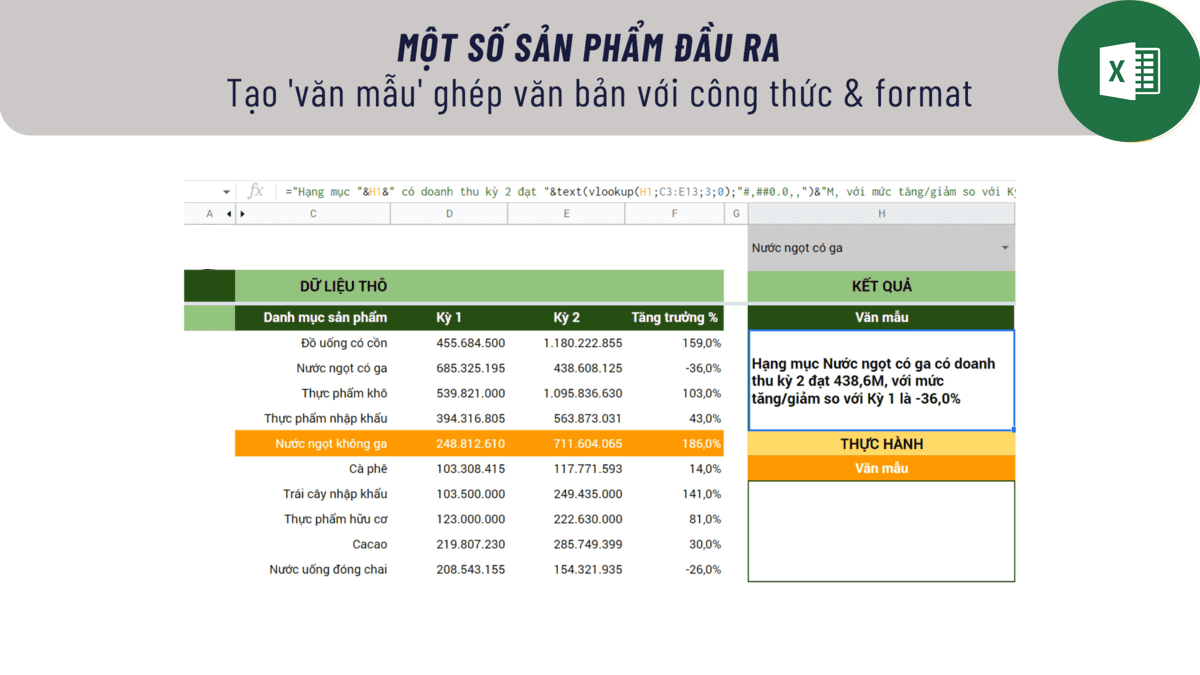 MỘT SỐ SẢN PHẨM ĐẦU RA
Tạo 'văn mẫu' ghép văn bản với công thức & format
X
fx ="Hạng mục "&H1&" có doanh thu kỳ 2 đạt "&text(vlookup(H1;C3:E13;3;0);"#,##0.0,,")&"M, với mức tăng/giảm so với
A C D E F G H
Nước ngọt có ga
DỮ LIỆU THÔ KẾT QUẢ
Danh mục sản phẩm Kỳ 1 Kỳ 2 Tăng trưởng % Văn mẫu
Đồ uống có cồn 455.684.500 1.180.222.855 159,0%
Nước ngọt có ga 685.325.195 438.608.125 -36,0%
Thực phẩm khô 539.821.000 1.095.836.630 103,0%
Thực phẩm nhập khẩu 394.316.805 563.873.031 43,0%
Nước ngọt không ga 248.812.610 711.604.065 186,0%
Cà phê 103.308.415 117.771.593 14,0%
Trái cây nhập khẩu 103.500.000 249.435.000 141,0%
Thực phẩm hữu cơ 123.000.000 222.630.000 81,0%
Cacao 219.807.230 285.749.399 30,0%
Nước uống đóng chai 208.543.155 154.321.935 -26,0%
Hạng mục Nước ngọt có ga có doanh
thu kỳ 2 đạt 438,6M, với mức
tăng/giảm so với Kỳ 1 là -36,0%
THỰC HÀNH
Văn mẫu